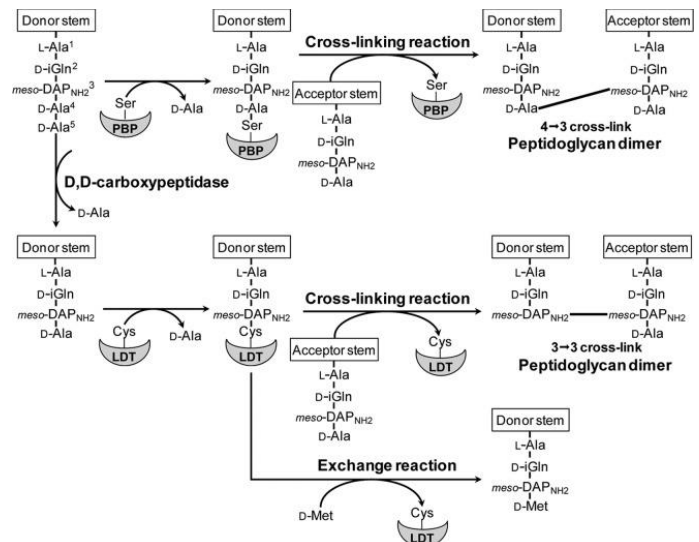 Donor stem
L-Ala¹
D-iGln²
meso-DAPNH2³
D-Ala⁴
D-Ala⁵
Ser
PBP
D-Ala
Donor stem
L-Ala
D-iGln
meso-DAPNH2
D-Ala
Ser
PBP
Cross-linking reaction
Acceptor stem
L-Ala
D-iGln
meso-DAPNH2
D-Ala
Ser
PBP
Donor stem
L-Ala
D-iGln
meso-DAPNH2
D-Ala
Acceptor stem
L-Ala
D-iGln
meso-DAPNH2
D-Ala
4→3 cross-link
Peptidoglycan dimer
D,D-carboxypeptidase
D-Ala
Donor stem
L-Ala
D-iGln
meso-DAPNH2
D-Ala
Cys
LDT
D-Ala
Donor stem
L-Ala
D-iGln
meso-DAPNH2
Cys
LDT
Cross-linking reaction
Acceptor stem
L-Ala
D-iGln
meso-DAPNH2
D-Ala
Cys
LDT
Donor stem
L-Ala
D-iGln
meso-DAPNH2
Acceptor stem
L-Ala
D-iGln
meso-DAPNH2
D-Ala
3→3 cross-link
Peptidoglycan dimer
Exchange reaction
D-Met
Cys
LDT
Donor stem
L-Ala
D-iGln
meso-DAPNH2
D-Met